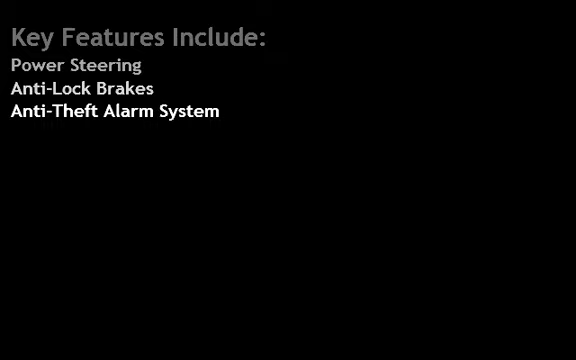 Key Features Include:
Power Steering
Anti-Lock Brakes
Anti-Theft Alarm System